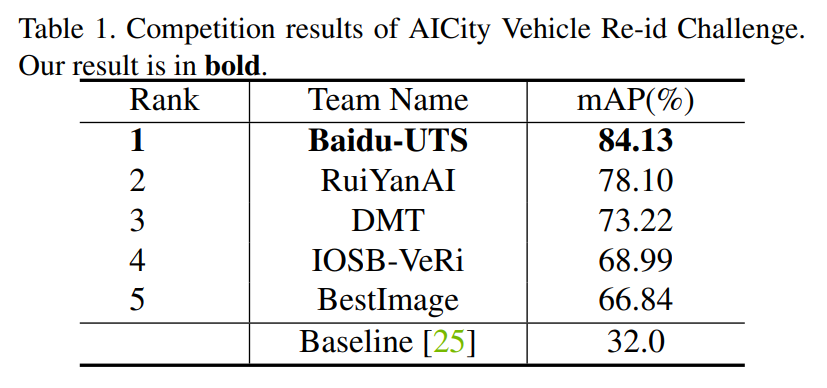 Table 1. Competition results of AICity Vehicle Re-id Challenge.
Our result is in bold.
Rank Team Name mAP(%)
1 Baidu-UTS 84.13
2 RuiYanAI 78.10
3 DMT 73.22
4 IOSB-VeRi 68.99
5 BestImage 66.84
Baseline [25] 32.0